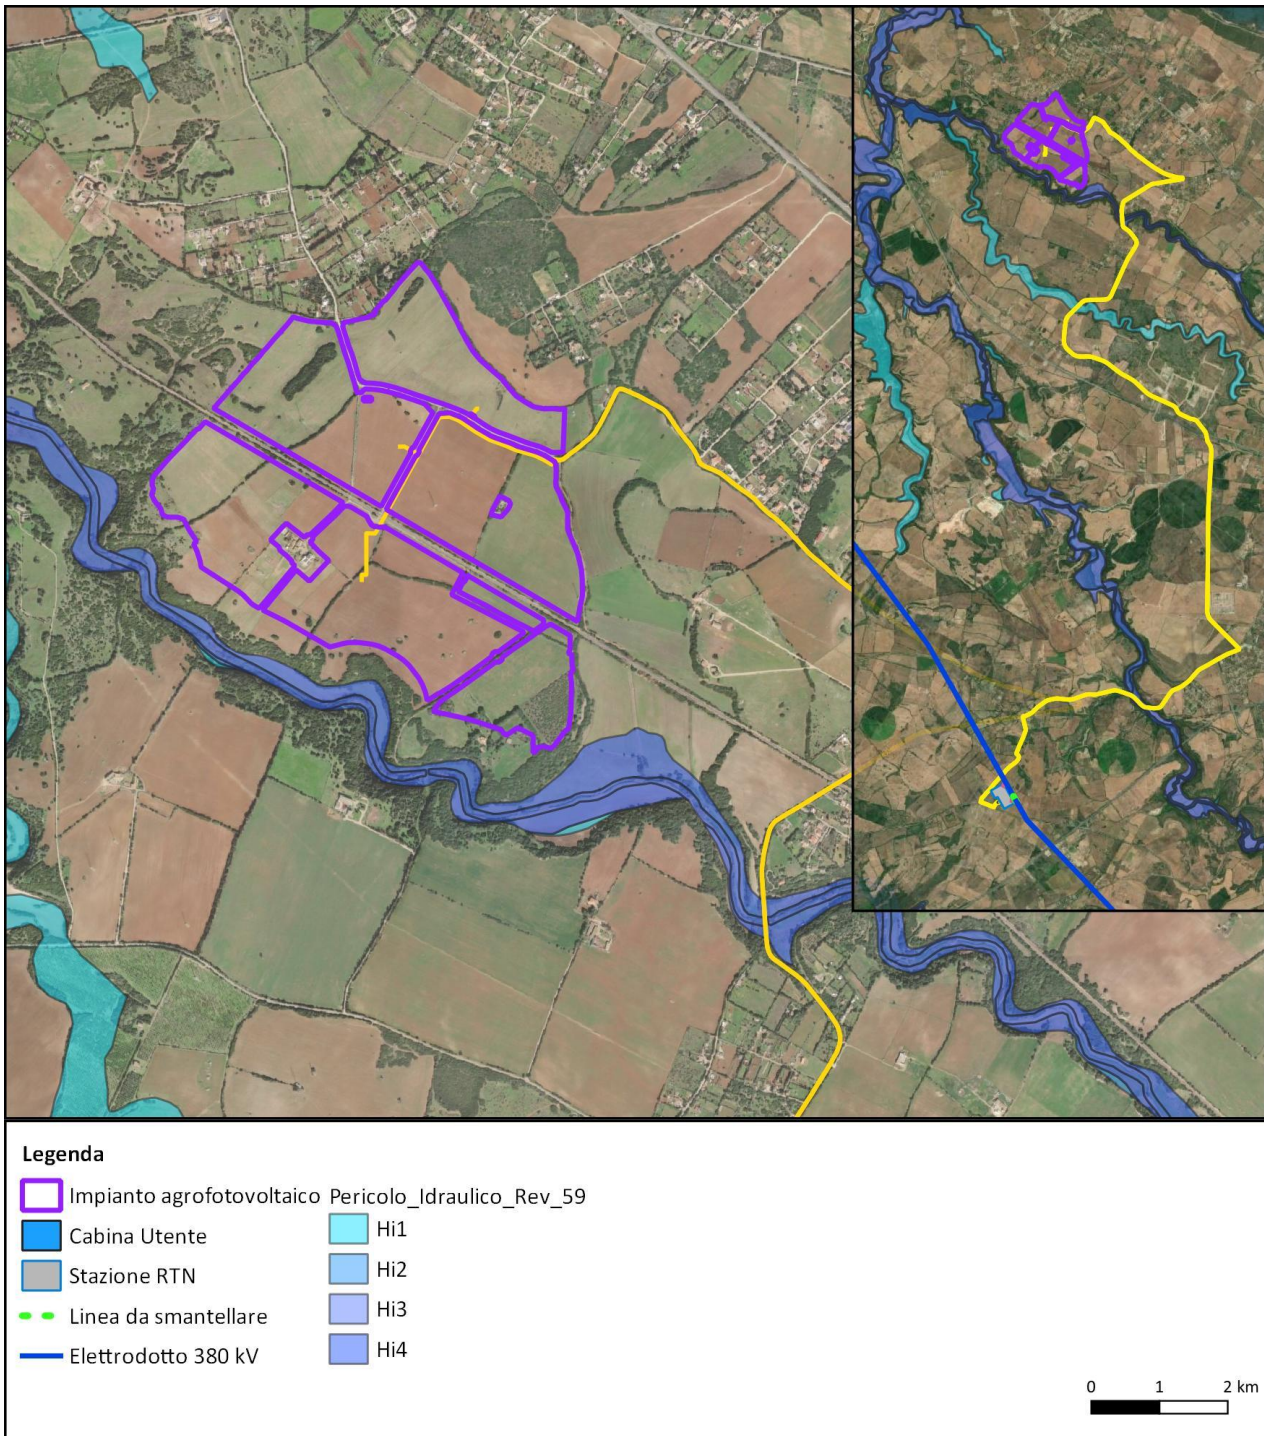 Legenda
Impianto agrofotovoltaico
Cabina Utente
Stazione RTN
Linea da smantellare
Elettrodotto 380 kV
Pericolo_Idraulico_Rev_59
Hi1
Hi2
Hi3
Hi4
0 1 2 km